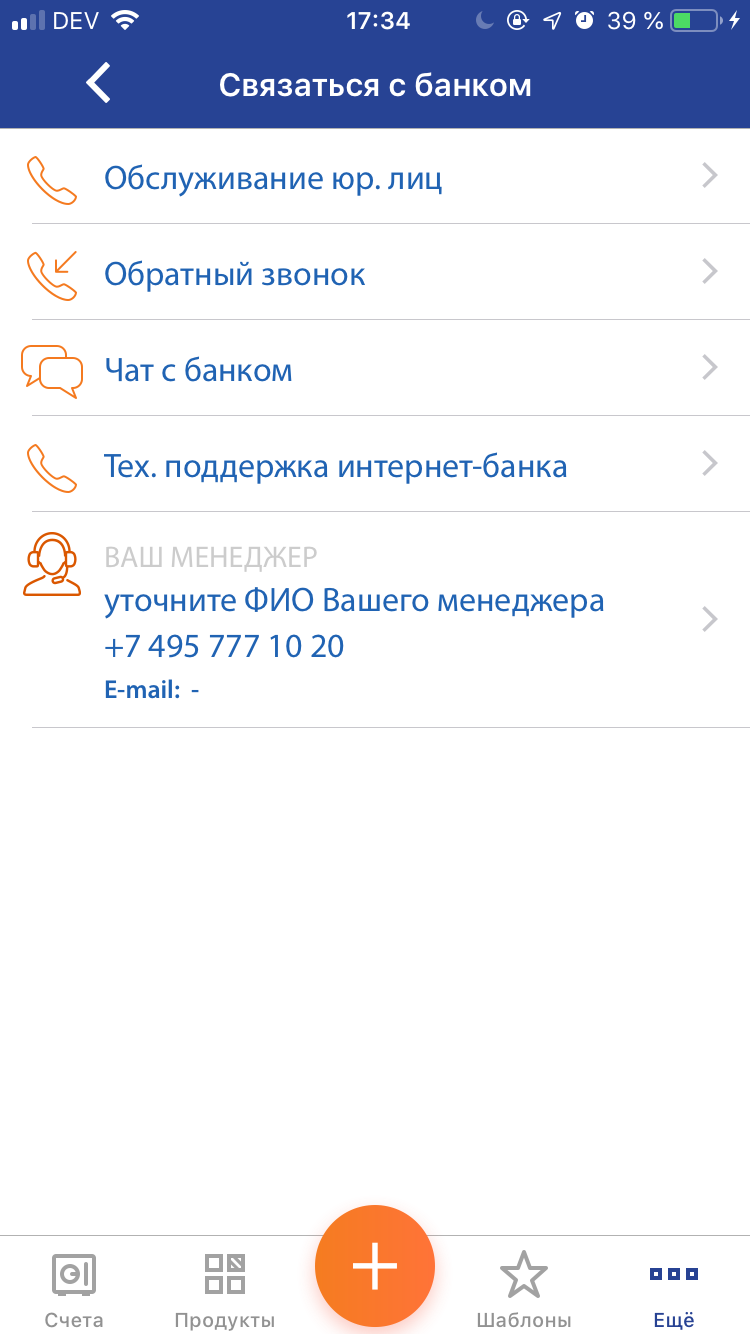 DEV 17:34 39 %
Связаться с банком
Обслуживание юр. лиц
Обратный звонок
Чат с банком
Тех. поддержка интернет-банка
ВАШ МЕНЕДЖЕР
уточните ФИО Вашего менеджера
+7 495 777 10 20
E-mail: -
Счета Продукты Шаблоны Ещё